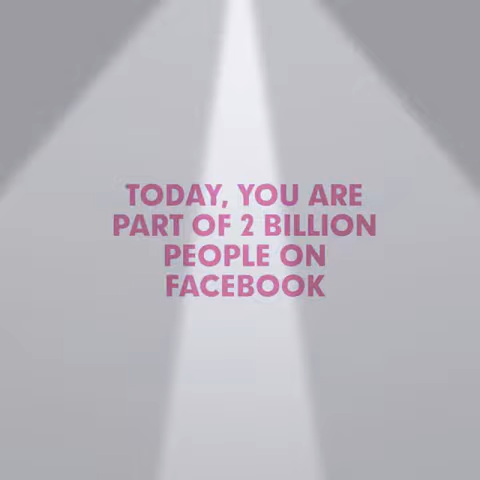 TODAY, YOU ARE
PART OF 2 BILLION
PEOPLE ON
FACEBOOK